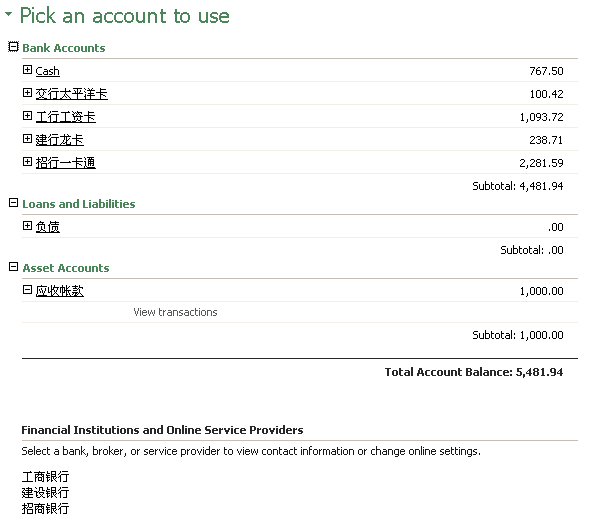 Pick an account to use
Bank Accounts
Cash 767.50
交行太平洋卡 100.42
工行工资卡 1,093.72
建行龙卡 238.71
招行一卡通 2,281.59
Subtotal: 4,481.94
Loans and Liabilities
负债 .00
Subtotal: .00
Asset Accounts
应收帐款 1,000.00
View transactions
Subtotal: 1,000.00
Total Account Balance: 5,481.94
Financial Institutions and Online Service Providers
Select a bank, broker, or service provider to view contact information or change online settings.
工商银行
建设银行
招商银行